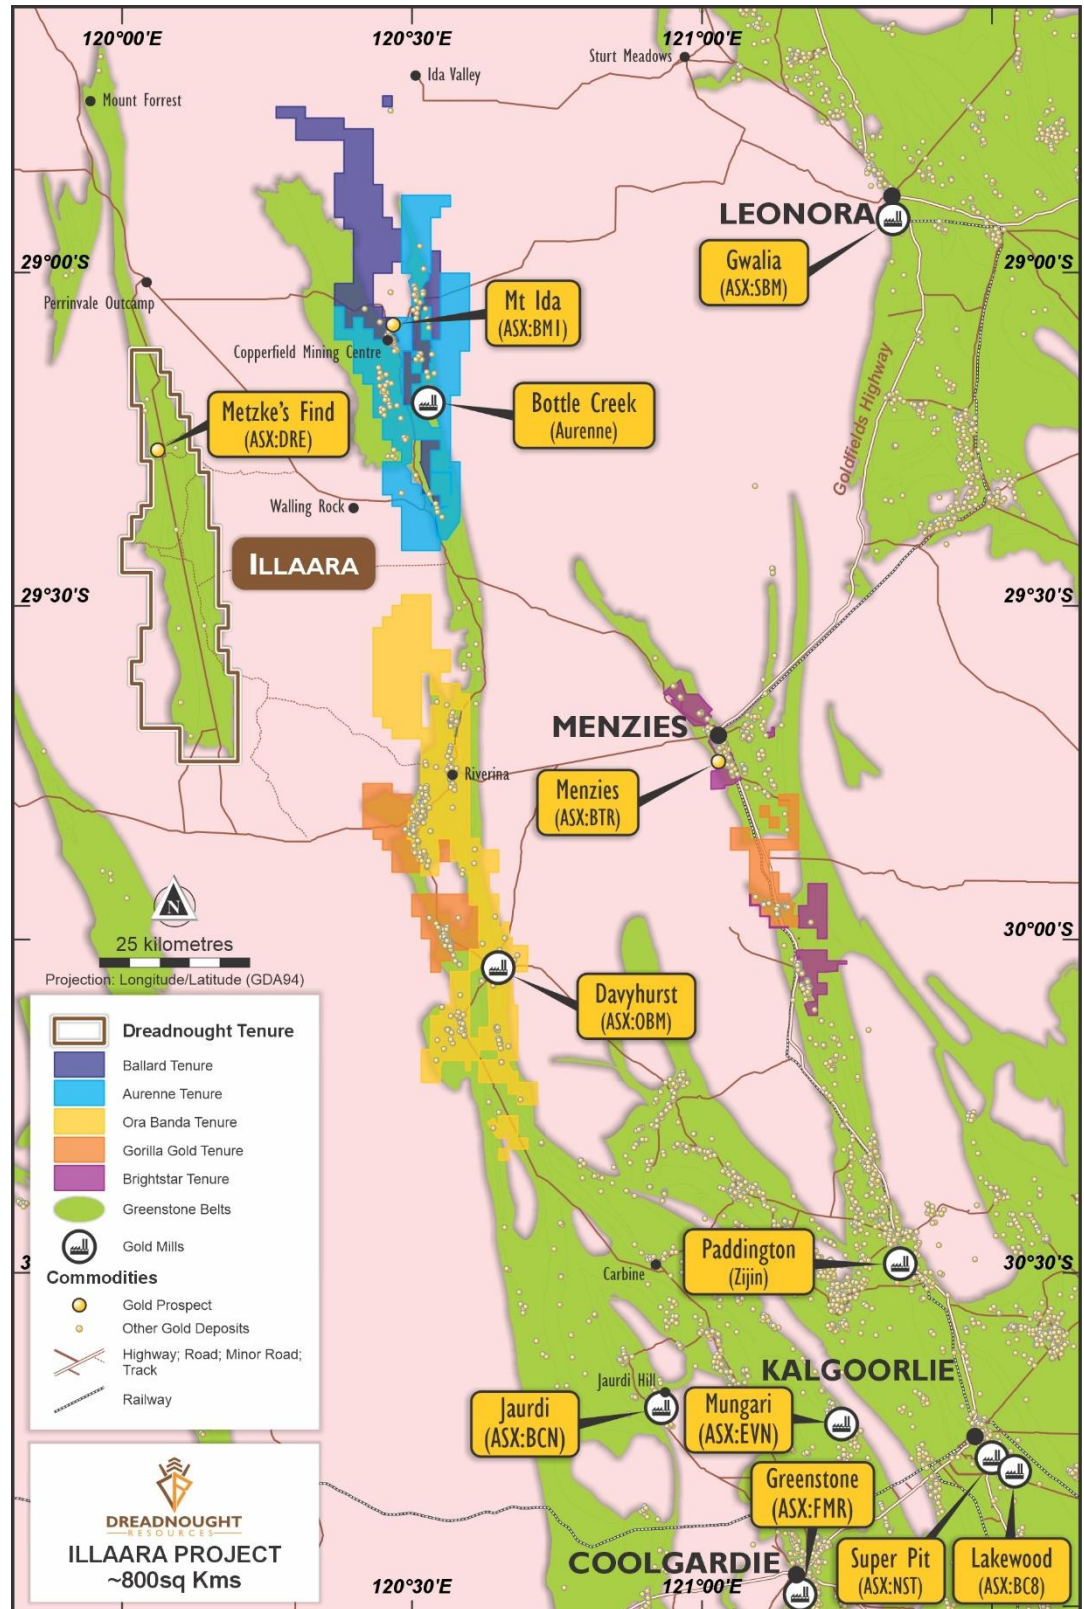 120°00'E
120°30'E
121°00'E
Sturt Meadows
Ida Valley
Mount Forrest
LEONORA
Gwalia
(ASX:SBM)
29°00'S
29°00'S
Perrinvale Outcamp
Mt Ida
(ASX:BM1)
Copperfield Mining Centre
Bottle Creek
(Aurenne)
Metzke's Find
(ASX:DRE)
Goldfields Highway
Walling Rock
ILLAARA
29°30'S
29°30'S
MENZIES
Riverina
Menzies
(ASX:BTR)
N
25 kilometres
Projection: Longitude/Latitude (GDA94)
30°00'S
Davyhurst
(ASX:OBM)
Dreadnought Tenure
Ballard Tenure
Aurenne Tenure
Ora Banda Tenure
Gorilla Gold Tenure
Brightstar Tenure
Greenstone Belts
Gold Mills
Commodities
Gold Prospect
Other Gold Deposits
Highway; Road; Minor Road;
Track
Railway
3
Paddington
(Zijin)
30°30'S
Carbine
KALGOORLIE
Jaurdi Hill
Jaurdi
(ASX:BCN)
Mungari
(ASX:EVN)
Greenstone
(ASX:FMR)
COOLGARDIE
Super Pit
(ASX:NST)
Lakewood
(ASX:BC8)
DREADNOUGHT
RESOURCES
ILLAARA PROJECT
~800sq Kms
120°30'E
121°00'E